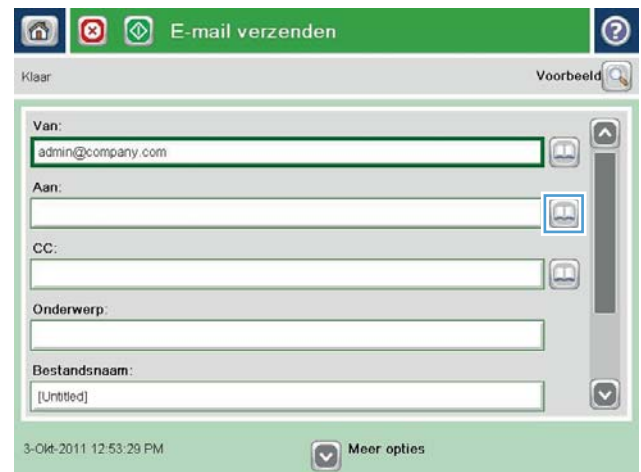 E-mail verzenden
Klaar
Voorbeeld
Van:
admin@company.com
Aan:
CC:
Onderwerp:
Bestandsnaam:
[Untitled]
3-Okt-2011 12:53:29 PM
Meer opties